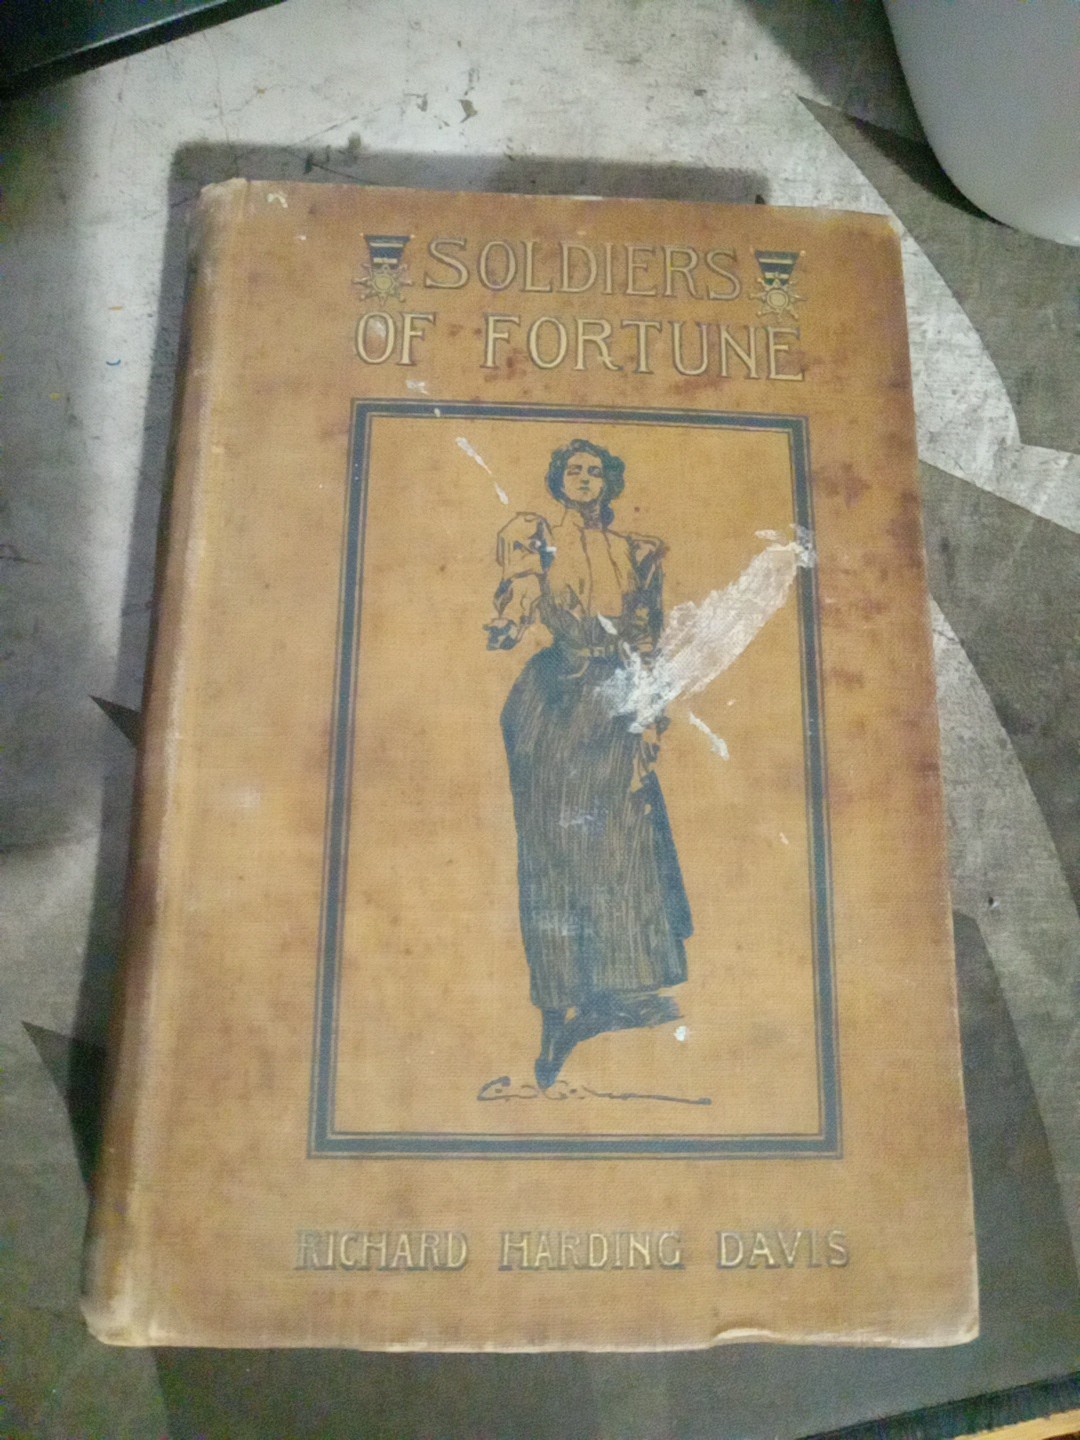 SOLDIERS
OF FORTUNE
RICHARD HARDING DAVIS